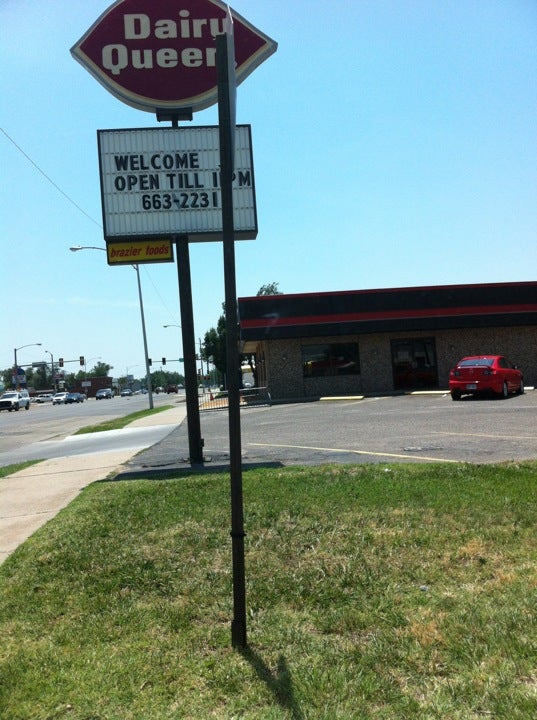 Dairy
Queen
WELCOME
OPEN TILL PM
663-2231
brazier foods